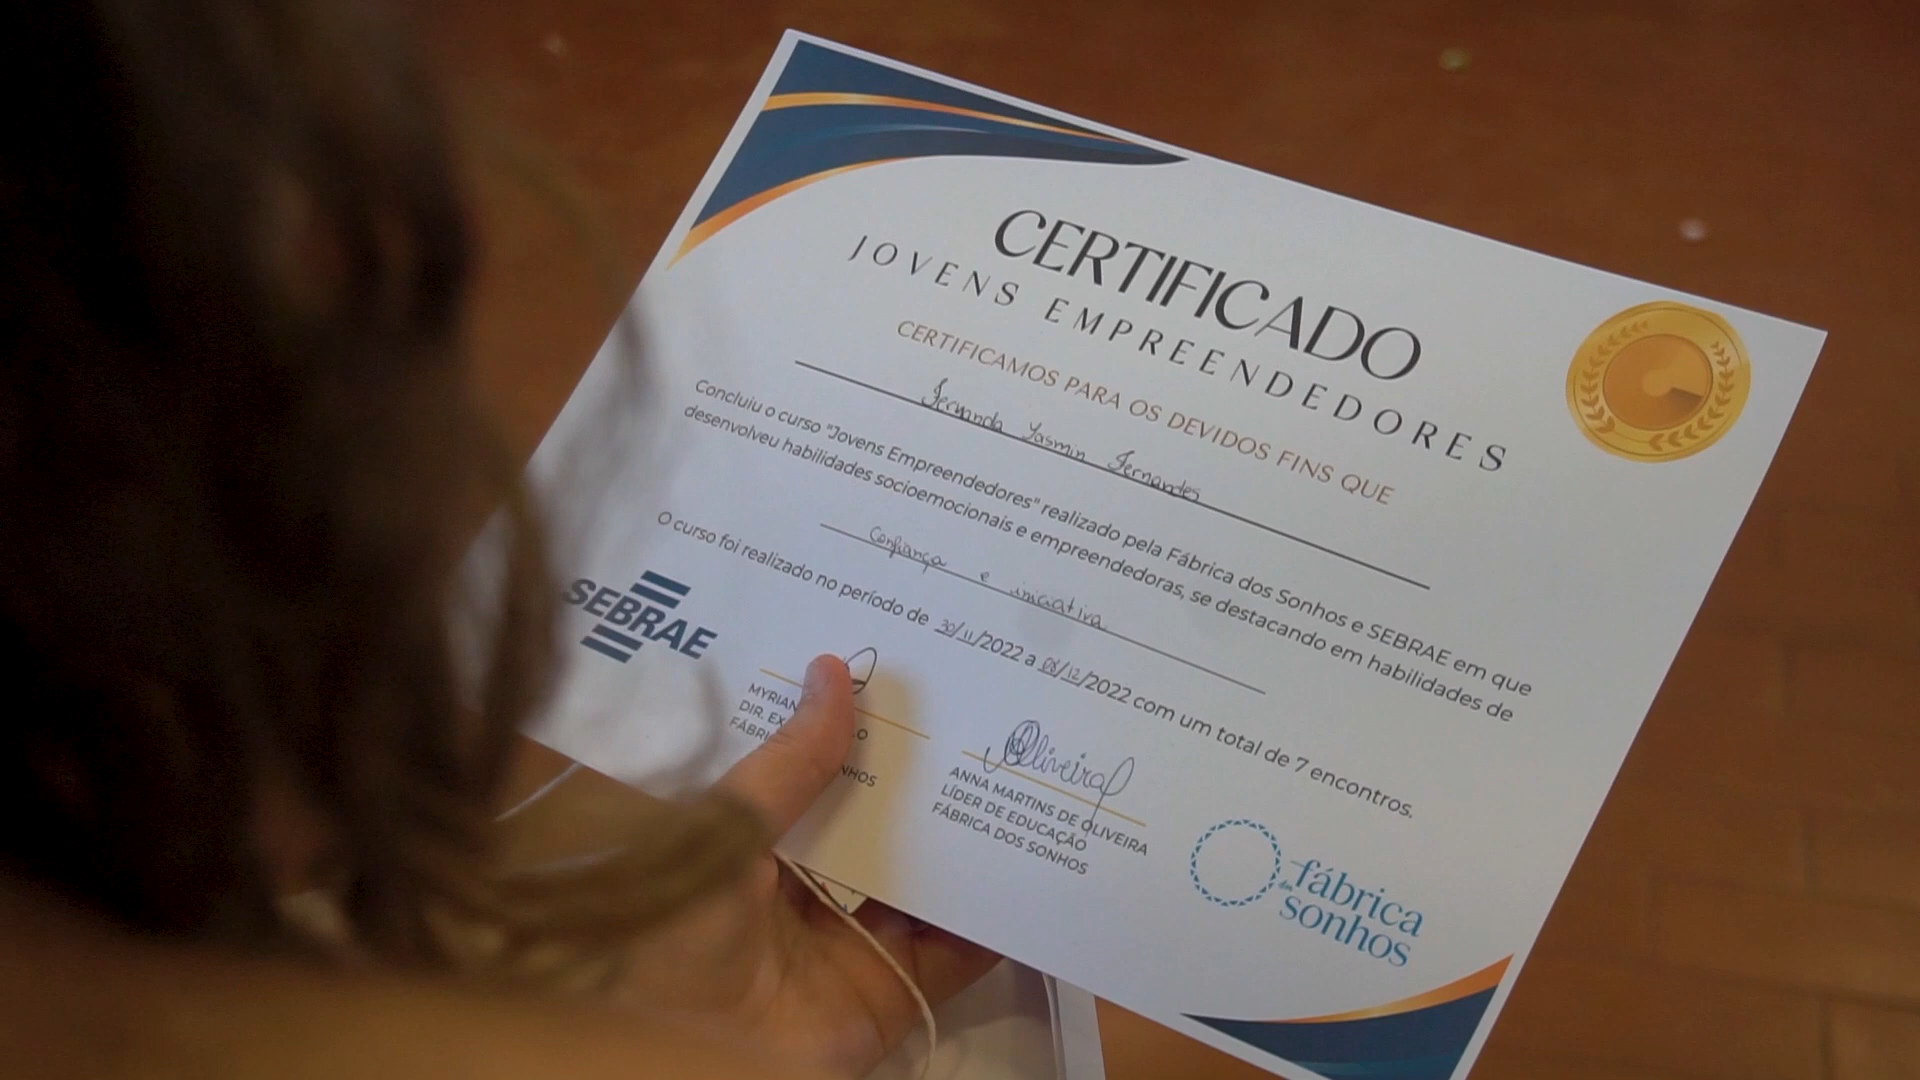 CERTIFICADO
JOVENS EMPREENDEDORES
CERTIFICAMOS PARA OS DEVIDOS FINS QUE
Fernanda Yasmin Fernandes
Concluiu o curso "Jovens Empreendedores" realizado pela Fábrica dos Sonhos e SEBRAE em que
desenvolveu habilidades socioemocionais e empreendedoras, se destacando em habilidades de
Confiança e iniciativa
O curso foi realizado no período de 30/11/2022 a 08/12/2022 com um total de 7 encontros.
SEBRAE
Oliveira
ANNA MARTINS DE OLIVEIRA
LÍDER DE EDUCAÇÃO
FÁBRICA DOS SONHOS
fábrica
dos sonhos